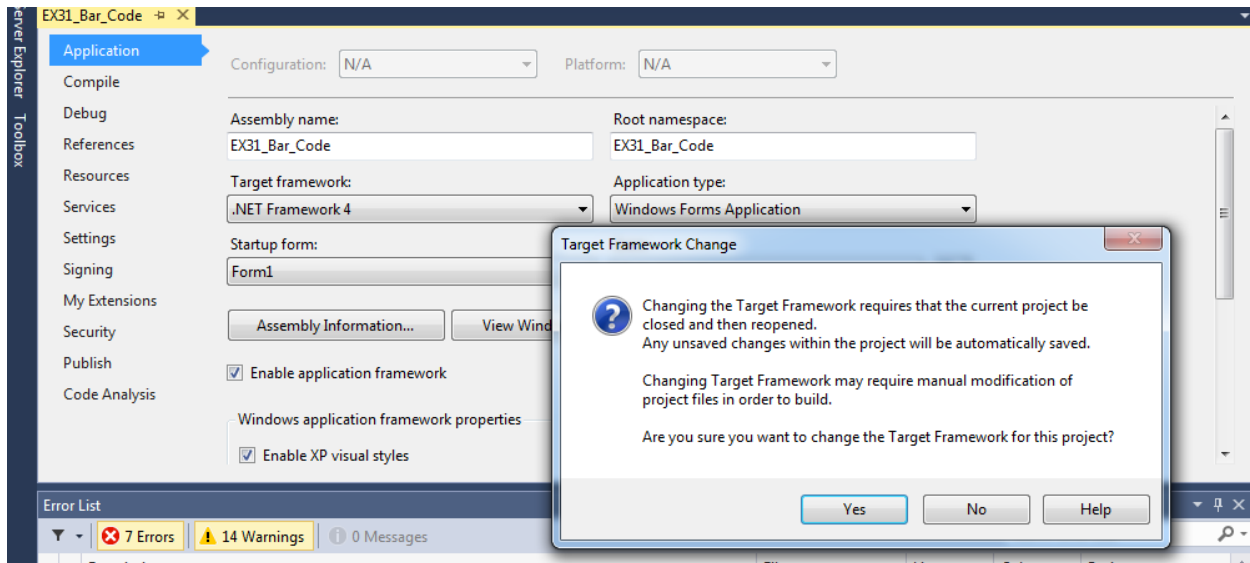 Server Explorer
Toolbox
EX31_Bar_Code
Application
Compile
Debug
References
Resources
Services
Settings
Signing
My Extensions
Security
Publish
Code Analysis
Configuration: N/A Platform: N/A
Assembly name: Root namespace:
EX31_Bar_Code EX31_Bar_Code
Target framework: Application type:
.NET Framework 4 Windows Forms Application
Startup form:
Form1
Assembly Information... View Wind
Enable application framework
Windows application framework properties
Enable XP visual styles
Target Framework Change
Changing the Target Framework requires that the current project be
closed and then reopened.
Any unsaved changes within the project will be automatically saved.
Changing Target Framework may require manual modification of
project files in order to build.
Are you sure you want to change the Target Framework for this project?
Yes No Help
Error List
7 Errors 14 Warnings 0 Messages